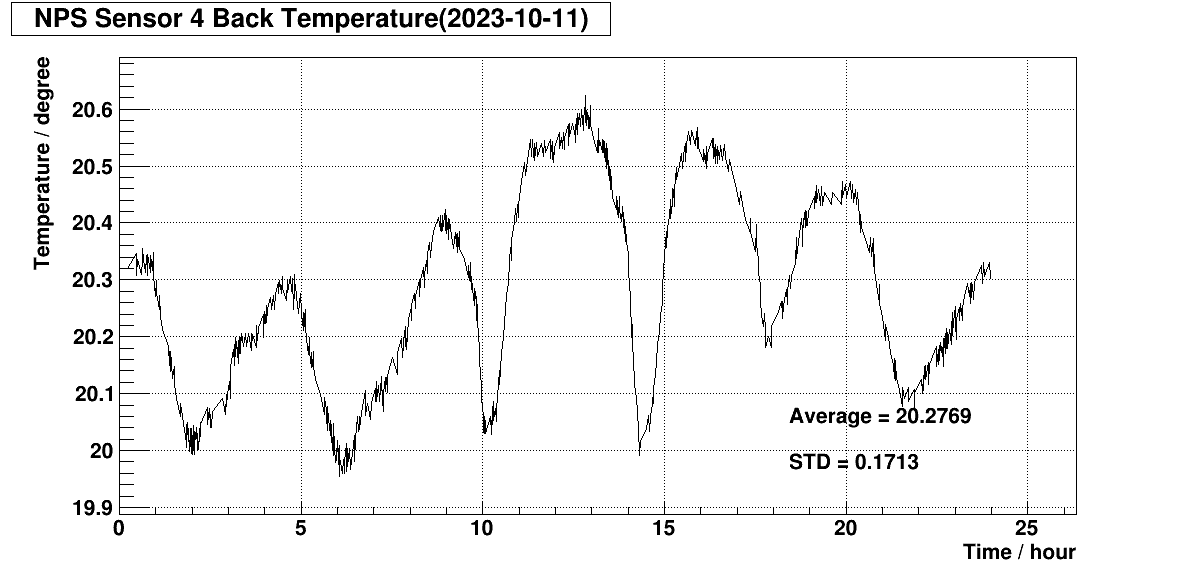 NPS Sensor 4 Back Temperature(2023-10-11)
Temperature / degree
20.6
20.5
20.4
20.3
20.2
20.1
20
19.9
Average = 20.2769
STD = 0.1713
0 5 10 15 20 25
Time / hour